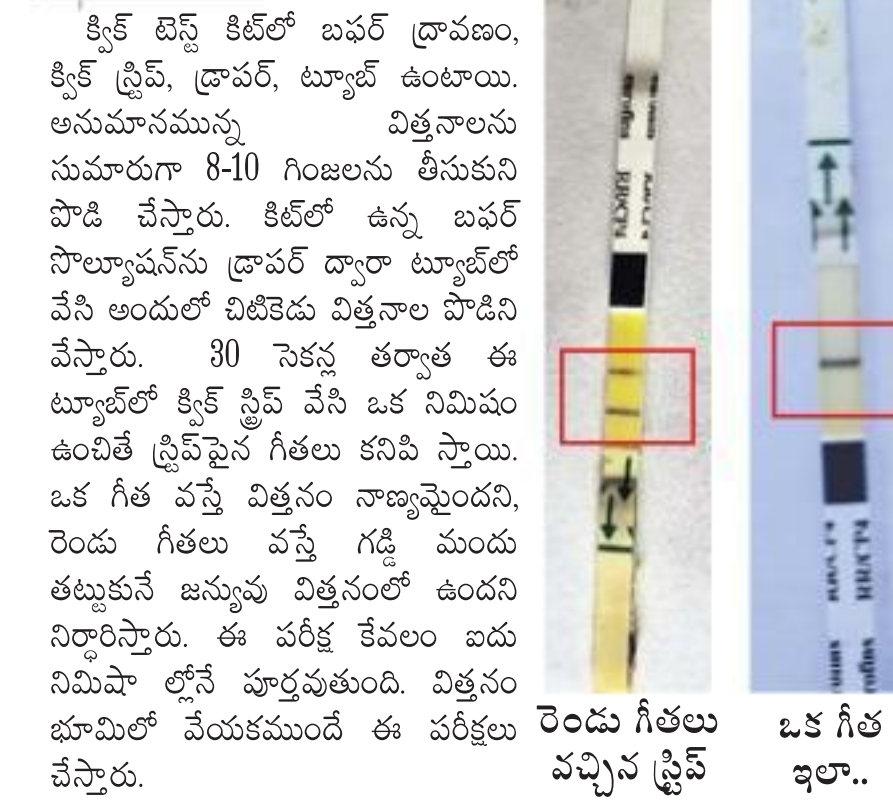 క్విక్ టెస్ట్ కిట్‌లో బఫర్ ద్రావణం,
క్విక్ స్ట్రిప్, డ్రాపర్, ట్యూబ్ ఉంటాయి.
అనుమానమున్న విత్తనాలను
సుమారుగా 8-10 గింజలను తీసుకుని
పొడి చేస్తారు. కిట్‌లో ఉన్న బఫర్
సొల్యూషన్‌ను డ్రాపర్ ద్వారా ట్యూబ్‌లో
వేసి అందులో చిటికెడు విత్తనాల పొడిని
వేస్తారు. 30 సెకన్ల తర్వాత ఈ
ట్యూబ్‌లో క్విక్ స్ట్రిప్ వేసి ఒక నిమిషం
ఉంచితే స్ట్రిప్‌పైన గీతలు కనిపి స్తాయి.
ఒక గీత వస్తే విత్తనం నాణ్యమైందని,
రెండు గీతలు వస్తే గడ్డి మందు
తట్టుకునే జన్యువు విత్తనంలో ఉందని
నిర్ధారిస్తారు. ఈ పరీక్ష కేవలం ఐదు
నిమిషా ల్లోనే పూర్తవుతుంది. విత్తనం
భూమిలో వేయకముందే ఈ పరీక్షలు
చేస్తారు.
రెండు గీతలు
వచ్చిన స్ట్రిప్
ఒక గీత
ఇలా..